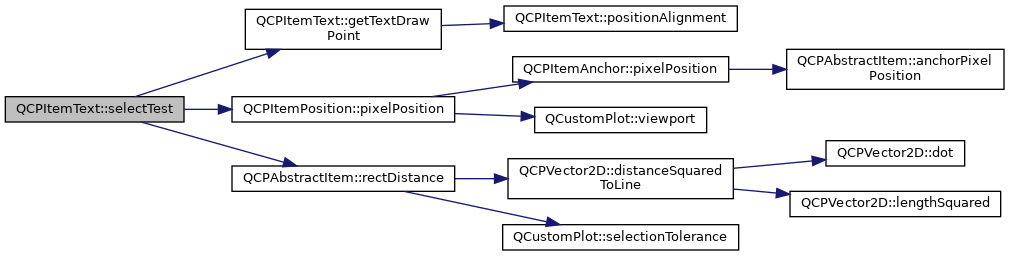 QCPItemText::selectTest
QCPItemText::getTextDraw
Point
QCPItemText::positionAlignment
QCPItemPosition::pixelPosition
QCPItemAnchor::pixelPosition
QCPAbstractItem::anchorPixel
Position
QCustomPlot::viewport
QCPAbstractItem::rectDistance
QCPVector2D::distanceSquared
ToLine
QCPVector2D::dot
QCPVector2D::lengthSquared
QCustomPlot::selectionTolerance